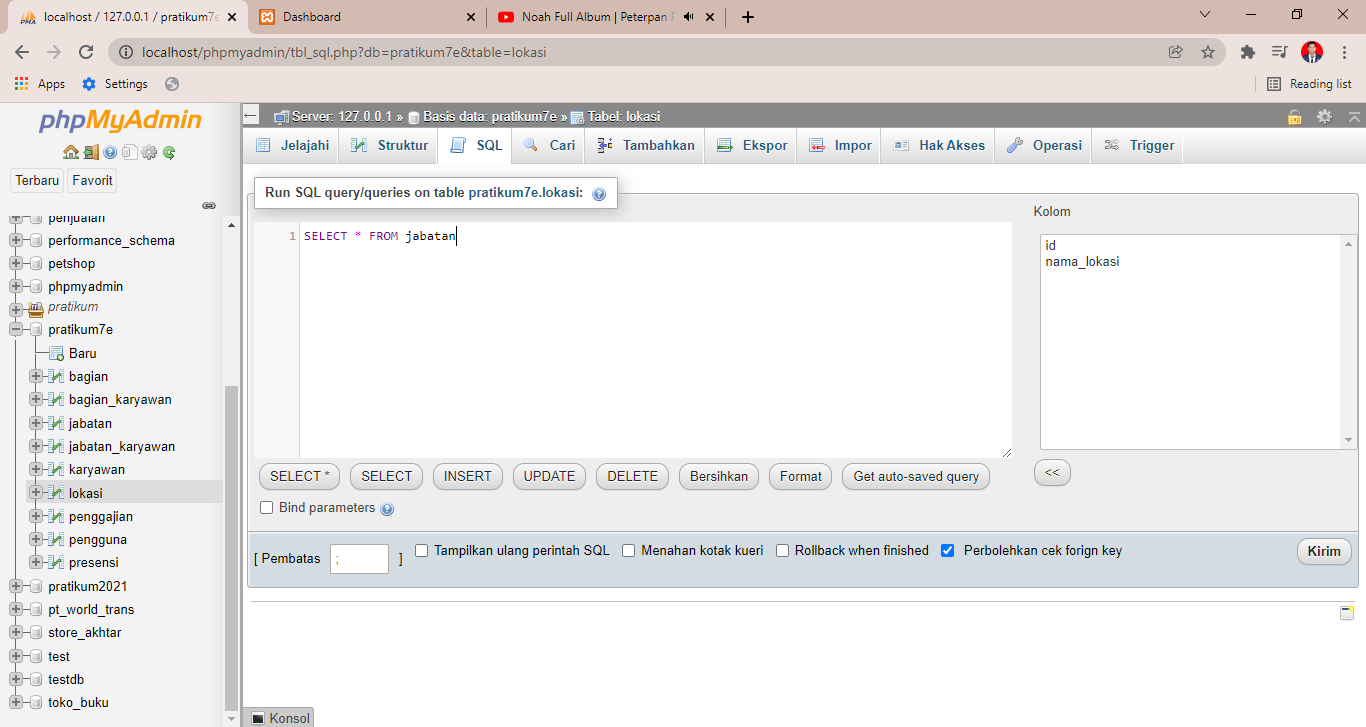 localhost / 127.0.0.1 / pratikum7e
Dashboard
Noah Full Album | Peterpan
localhost/phpmyadmin/tbl_sql.php?db=pratikum7e&table=lokasi
Apps
Settings
Reading list
phpMyAdmin
Terbaru
Favorit
penjualan
performance_schema
petshop
phpmyadmin
pratikum
pratikum7e
Baru
bagian
bagian_karyawan
jabatan
jabatan_karyawan
karyawan
lokasi
penggajian
pengguna
presensi
pratikum2021
pt_world_trans
store_akhtar
test
testdb
toko_buku
Server: 127.0.0.1 » Basis data: pratikum7e » Tabel: lokasi
Jelajahi
Struktur
SQL
Cari
Tambahkan
Ekspor
Impor
Hak Akses
Operasi
Trigger
Run SQL query/queries on table pratikum7e.lokasi:
1 SELECT * FROM jabatan
Kolom
id
nama_lokasi
SELECT *
SELECT
INSERT
UPDATE
DELETE
Bersihkan
Format
Get auto-saved query
<<
Bind parameters
[ Pembatas ; ]
Tampilkan ulang perintah SQL
Menahan kotak kueri
Rollback when finished
Perbolehkan cek forign key
Kirim
Konsol